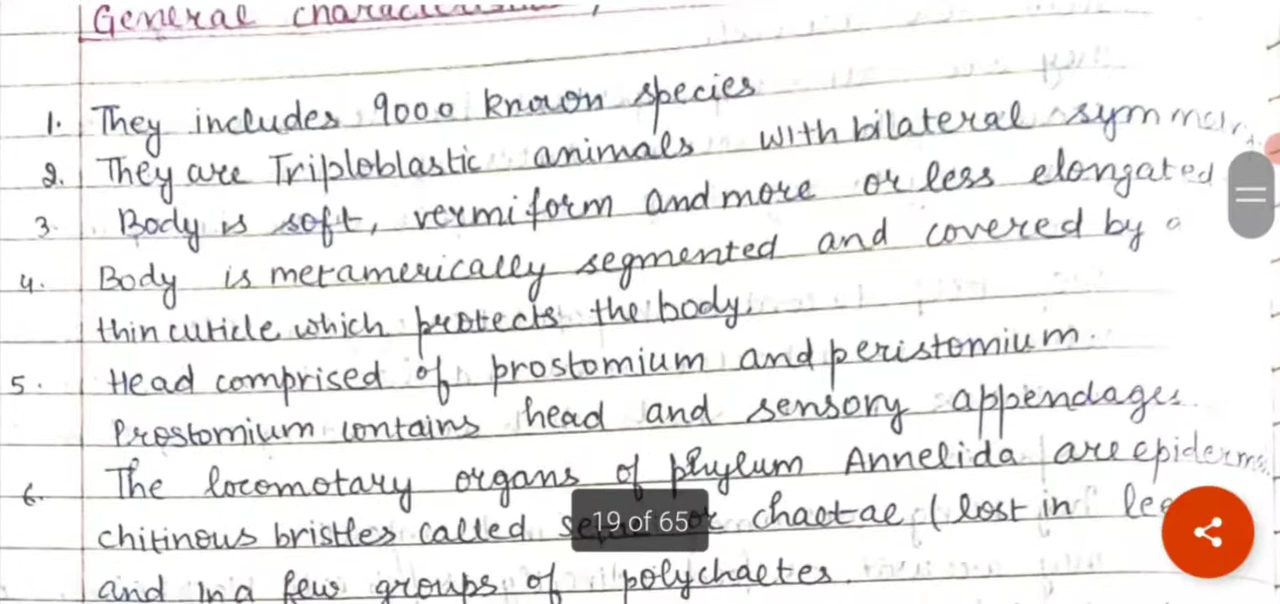 General characteristics
1. They includes 9000 known species
2. They are Triploblastic animals with bilateral
3. Body is soft, vermiform and more or less elongated
4. Body is metamerically segmented and covered by a
thin cuticle which protects the body.
5. Head comprised of prostomium and peristomium.
Prostomium contains head and sensory appendages.
6. The locomotary organs of phylum Annelida are
chitinous bristles called or chaetae (lost in
and in a few groups of polychaetes.
19 of 65